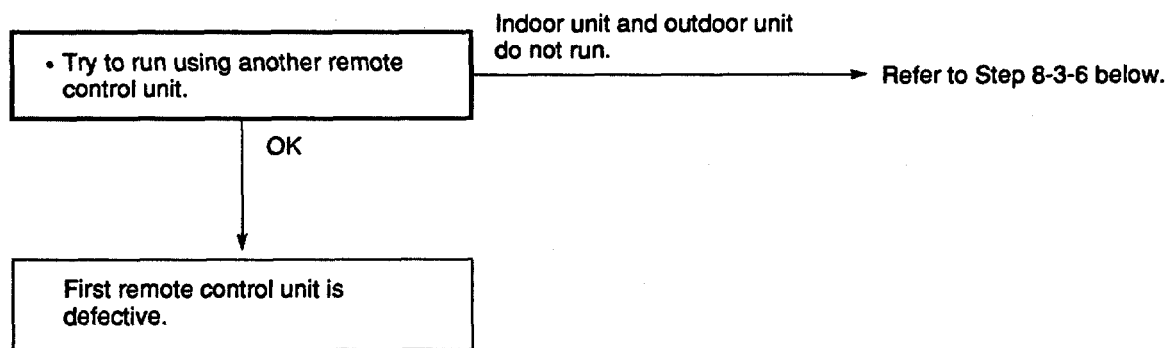 Indoor unit and outdoor unit
do not run.
• Try to run using another remote
control unit.
Refer to Step 8-3-6 below.
OK
First remote control unit is
defective.